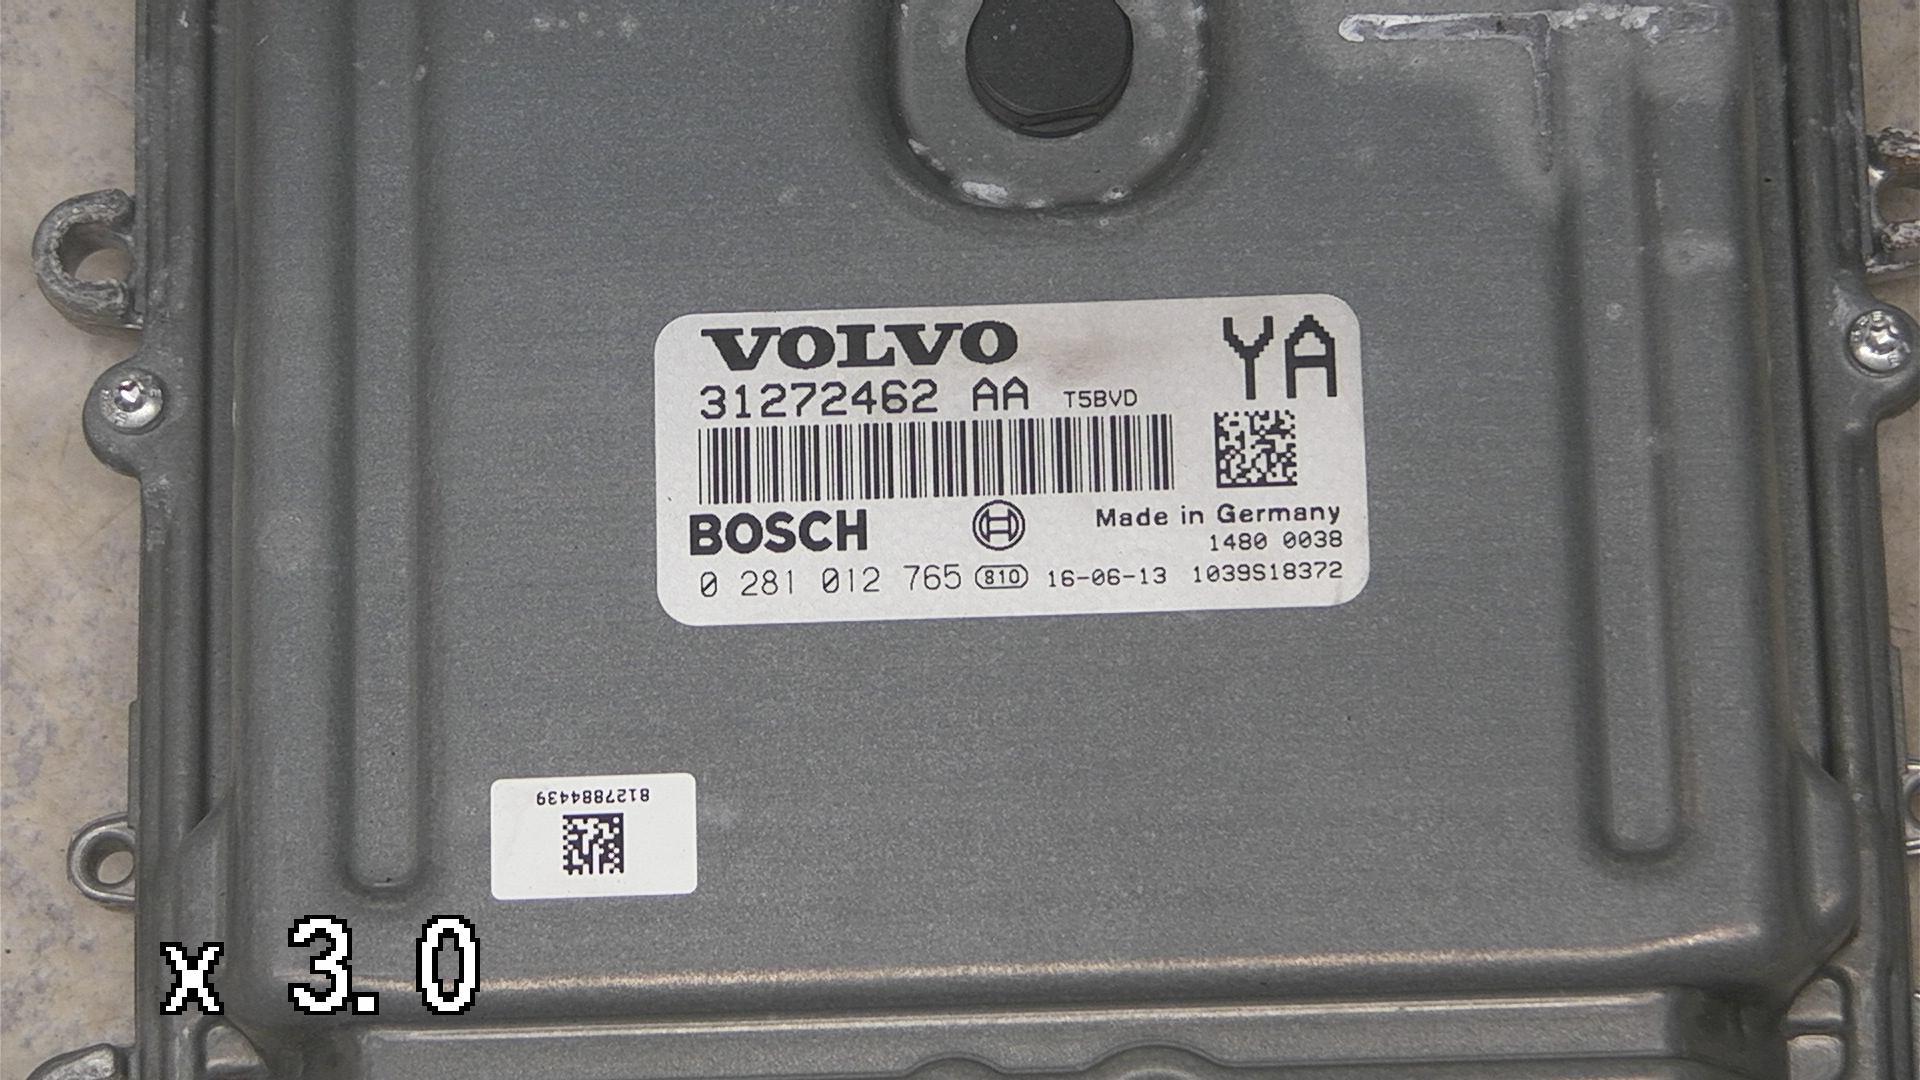 VOLVO
YA
31272462 AA T5BVD
BOSCH
Made in Germany
1480 0038
0 281 012 765 810 16-06-13 1039S18372
8127884439
x 3.0